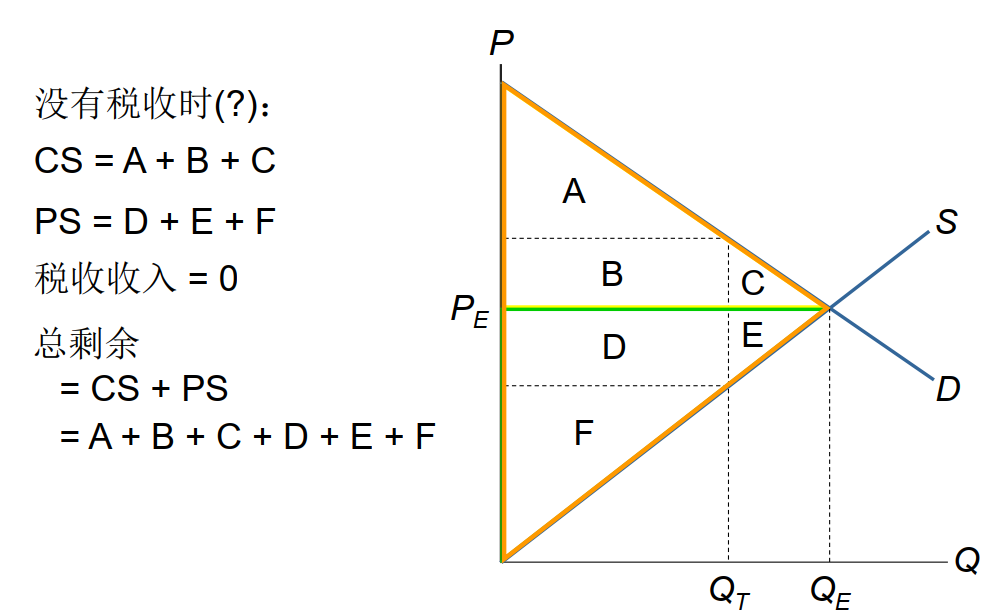 没有税收时(?)：
CS = A + B + C
PS = D + E + F
税收收入 = 0
总剩余
= CS + PS
= A + B + C + D + E + F
P
A
S
B
C
P_E
D
E
D
F
Q
Q_T
Q_E